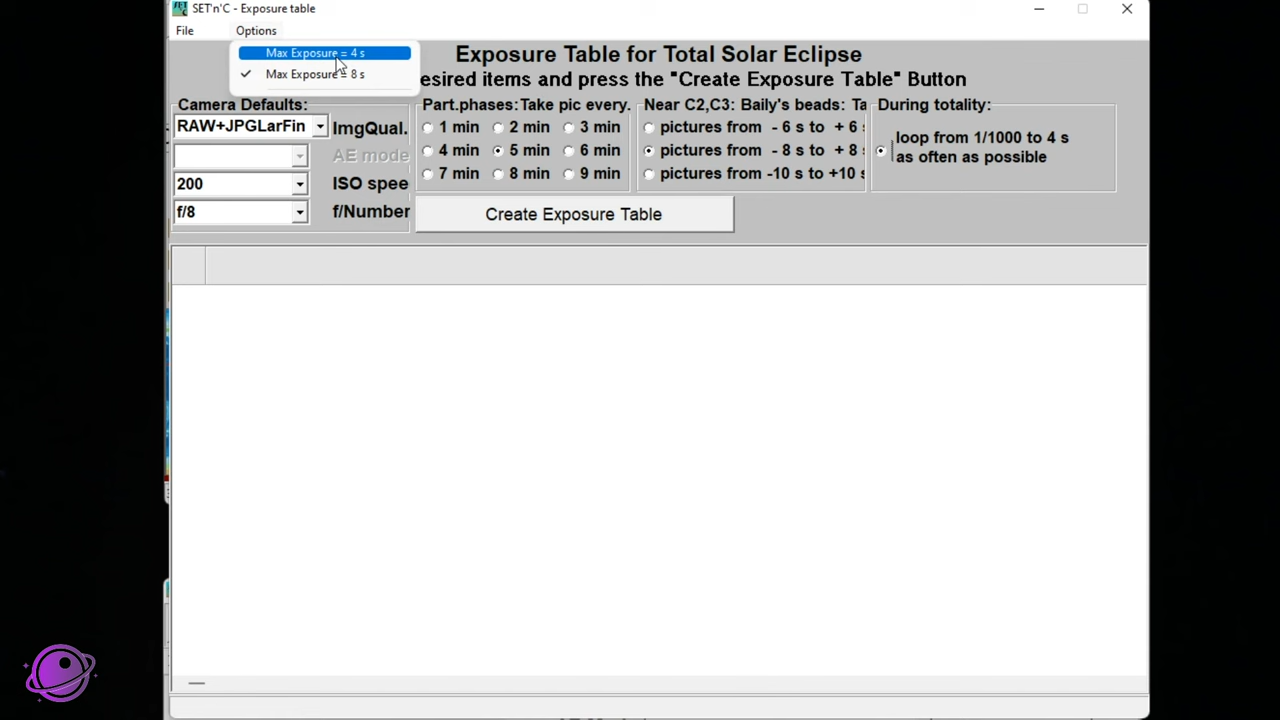 SET'n'C - Exposure table
File Options
Max Exposure = 4 s
Max Exposure = 8 s
Exposure Table for Total Solar Eclipse
esired items and press the "Create Exposure Table" Button
Camera Defaults:
RAW+JPGLarFin ImgQual.
AE mode
200 ISO spee
f/8 f/Number
Part.phases: Take pic every.
1 min 2 min 3 min
4 min 5 min 6 min
7 min 8 min 9 min
Near C2,C3: Baily's beads: Ta
pictures from - 6 s to + 6 s
pictures from - 8 s to + 8 s
pictures from -10 s to +10 s
During totality:
loop from 1/1000 to 4 s
as often as possible
Create Exposure Table